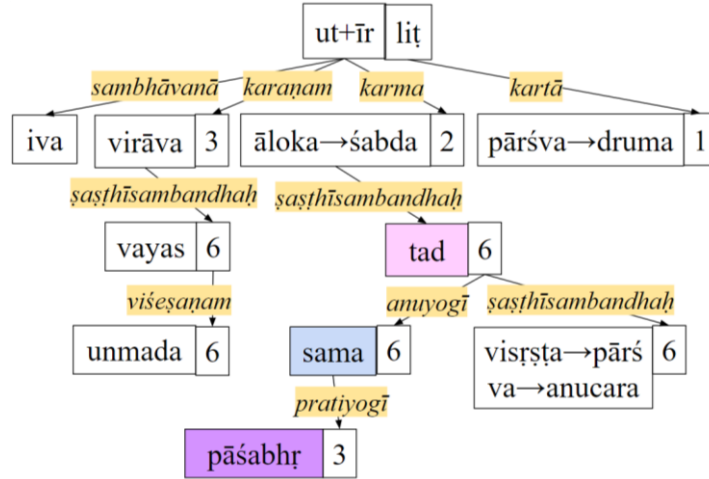 ut+īr liṭ
sambhāvanā karaṇam karma kartā
iva virāva 3 āloka→śabda 2 pārśva→druma 1
ṣaṣṭhīsambandhaḥ ṣaṣṭhīsambandhaḥ
vayas 6 tad 6
viśeṣaṇam anuyogī ṣaṣṭhīsambandhaḥ
unmada 6 sama 6 visṛṣṭa→pārś
va→anucara 6
pratiyogī
pāśabhṛ 3